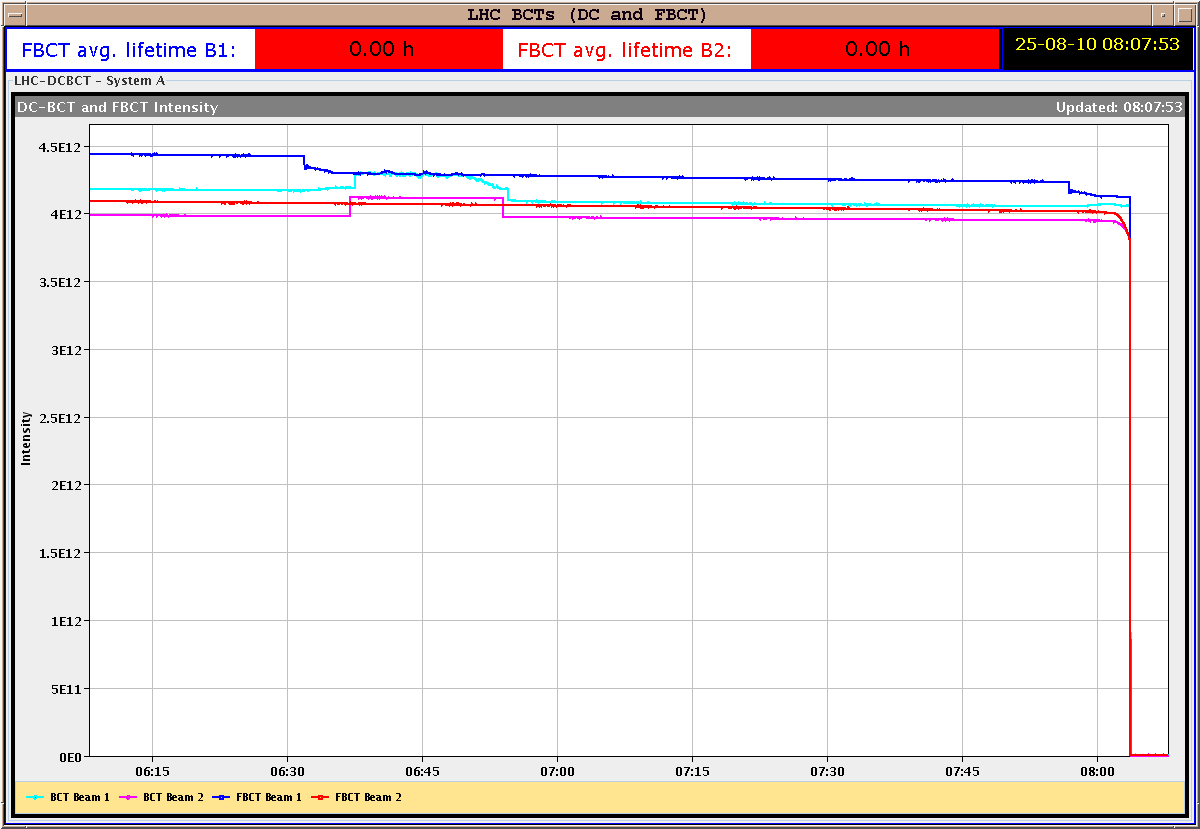 LHC BCTs (DC and FBCT)
FBCT avg. lifetime B1: 0.00 h FBCT avg. lifetime B2: 0.00 h 25-08-10 08:07:53
LHC-DCBCT - System A
DC-BCT and FBCT Intensity Updated: 08:07:53
4.5E12
4E12
3.5E12
3E12
2.5E12
2E12
1.5E12
1E12
5E11
0E0
Intensity
06:15 06:30 06:45 07:00 07:15 07:30 07:45 08:00
BCT Beam 1 BCT Beam 2 FBCT Beam 1 FBCT Beam 2